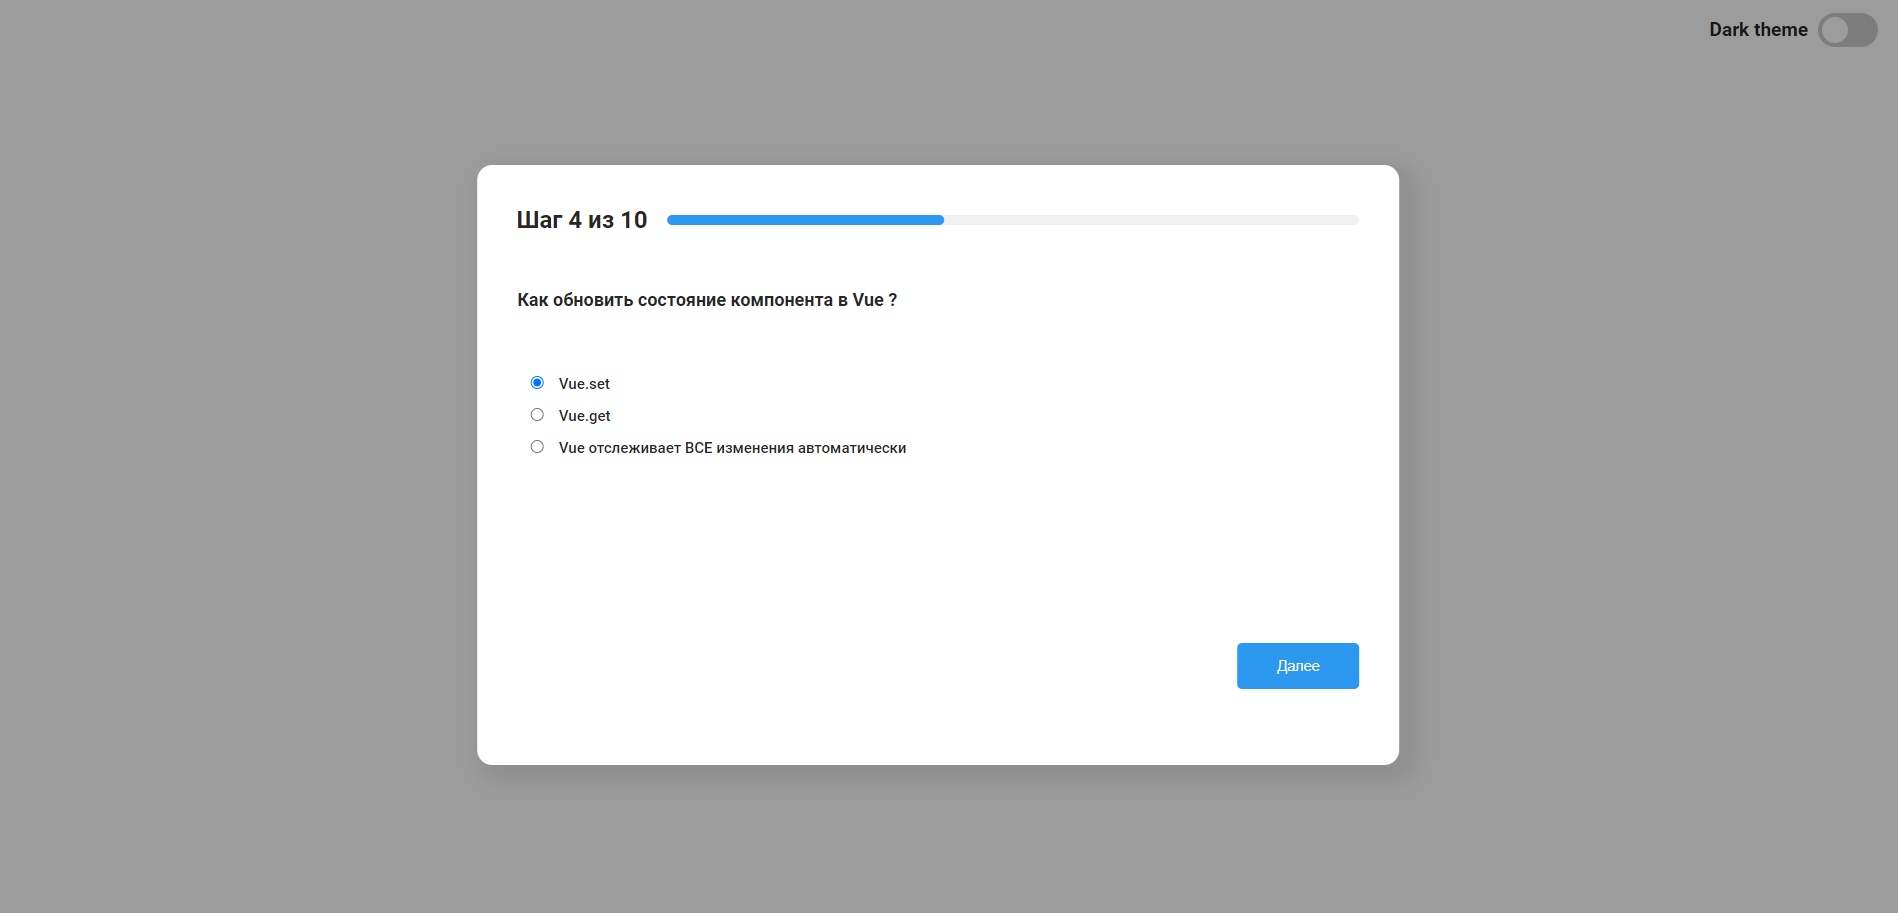 Dark theme
Шаг 4 из 10
Как обновить состояние компонента в Vue ?
Vue.set
Vue.get
Vue отслеживает ВСЕ изменения автоматически
Далее